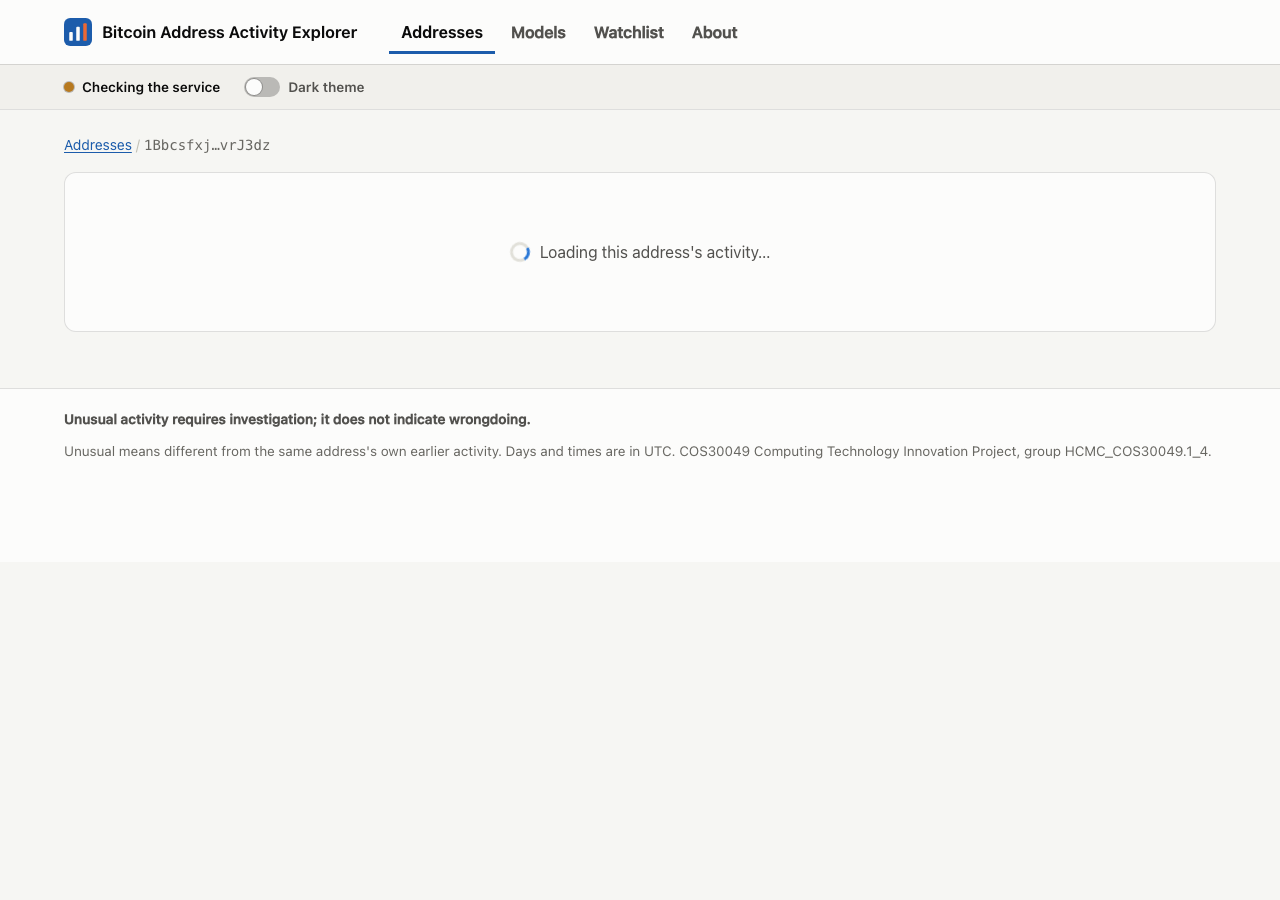 Bitcoin Address Activity Explorer Addresses Models Watchlist About
Checking the service Dark theme
Addresses / 1Bbcsfxj…vrJ3dz
Loading this address's activity...
Unusual activity requires investigation; it does not indicate wrongdoing.
Unusual means different from the same address's own earlier activity. Days and times are in UTC. COS30049 Computing Technology Innovation Project, group HCMC_COS30049.1_4.